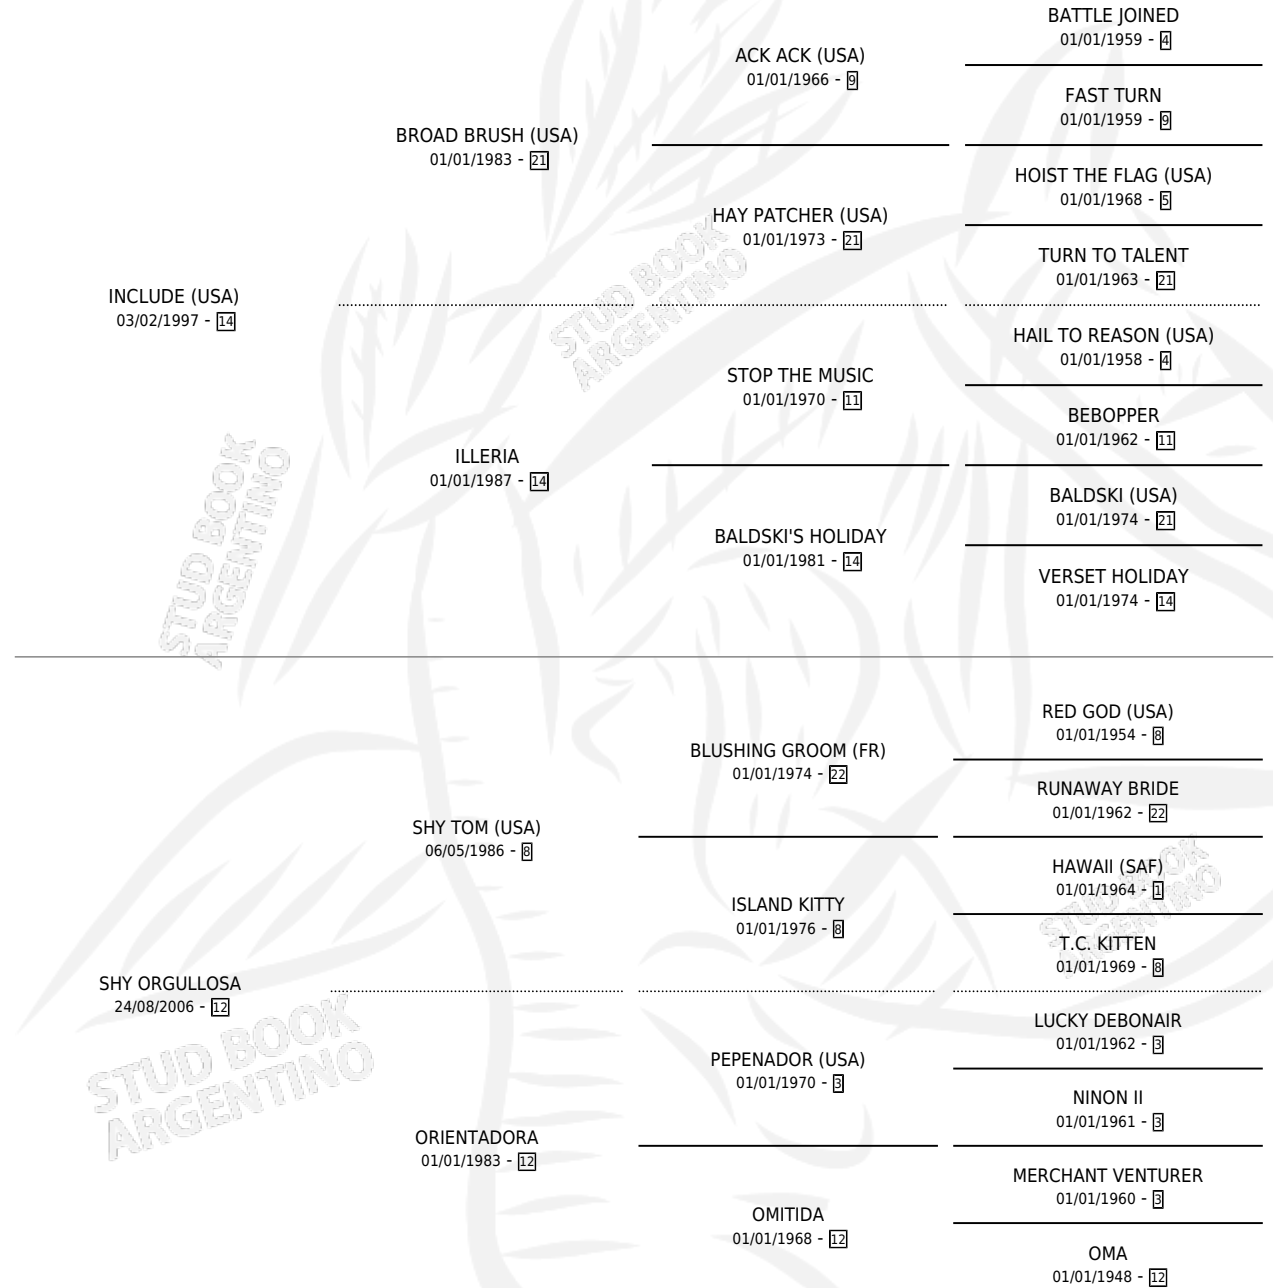 BATTLE JOINED
01/01/1959 - 4
ACK ACK (USA)
01/01/1966 - 9
FAST TURN
01/01/1959 - 9
BROAD BRUSH (USA)
01/01/1983 - 21
HOIST THE FLAG (USA)
01/01/1968 - 5
HAY PATCHER (USA)
01/01/1973 - 21
TURN TO TALENT
01/01/1963 - 21
INCLUDE (USA)
03/02/1997 - 14
STUD BOOK
ARGENTINO
HAIL TO REASON (USA)
01/01/1958 - 4
STOP THE MUSIC
01/01/1970 - 11
BEBOPPER
01/01/1962 - 11
ILLERIA
01/01/1987 - 14
BALDSKI (USA)
01/01/1974 - 21
BALDSKI'S HOLIDAY
01/01/1981 - 14
VERSET HOLIDAY
01/01/1974 - 14
STUD BOOK
ARGENTINO
RED GOD (USA)
01/01/1954 - 8
BLUSHING GROOM (FR)
01/01/1974 - 22
RUNAWAY BRIDE
01/01/1962 - 22
SHY TOM (USA)
06/05/1986 - 8
HAWAII (SAF)
01/01/1964 - 1
ISLAND KITTY
01/01/1976 - 8
STUD BOOK
ARGENTINO
T.C. KITTEN
01/01/1969 - 8
SHY ORGULLOSA
24/08/2006 - 12
LUCKY DEBONAIR
01/01/1962 - 3
PEPENADOR (USA)
01/01/1970 - 3
STUD BOOK
ARGENTINO
NINON II
01/01/1961 - 3
ORIENTADORA
01/01/1983 - 12
MERCHANT VENTURER
01/01/1960 - 3
OMITIDA
01/01/1968 - 12
OMA
01/01/1948 - 12